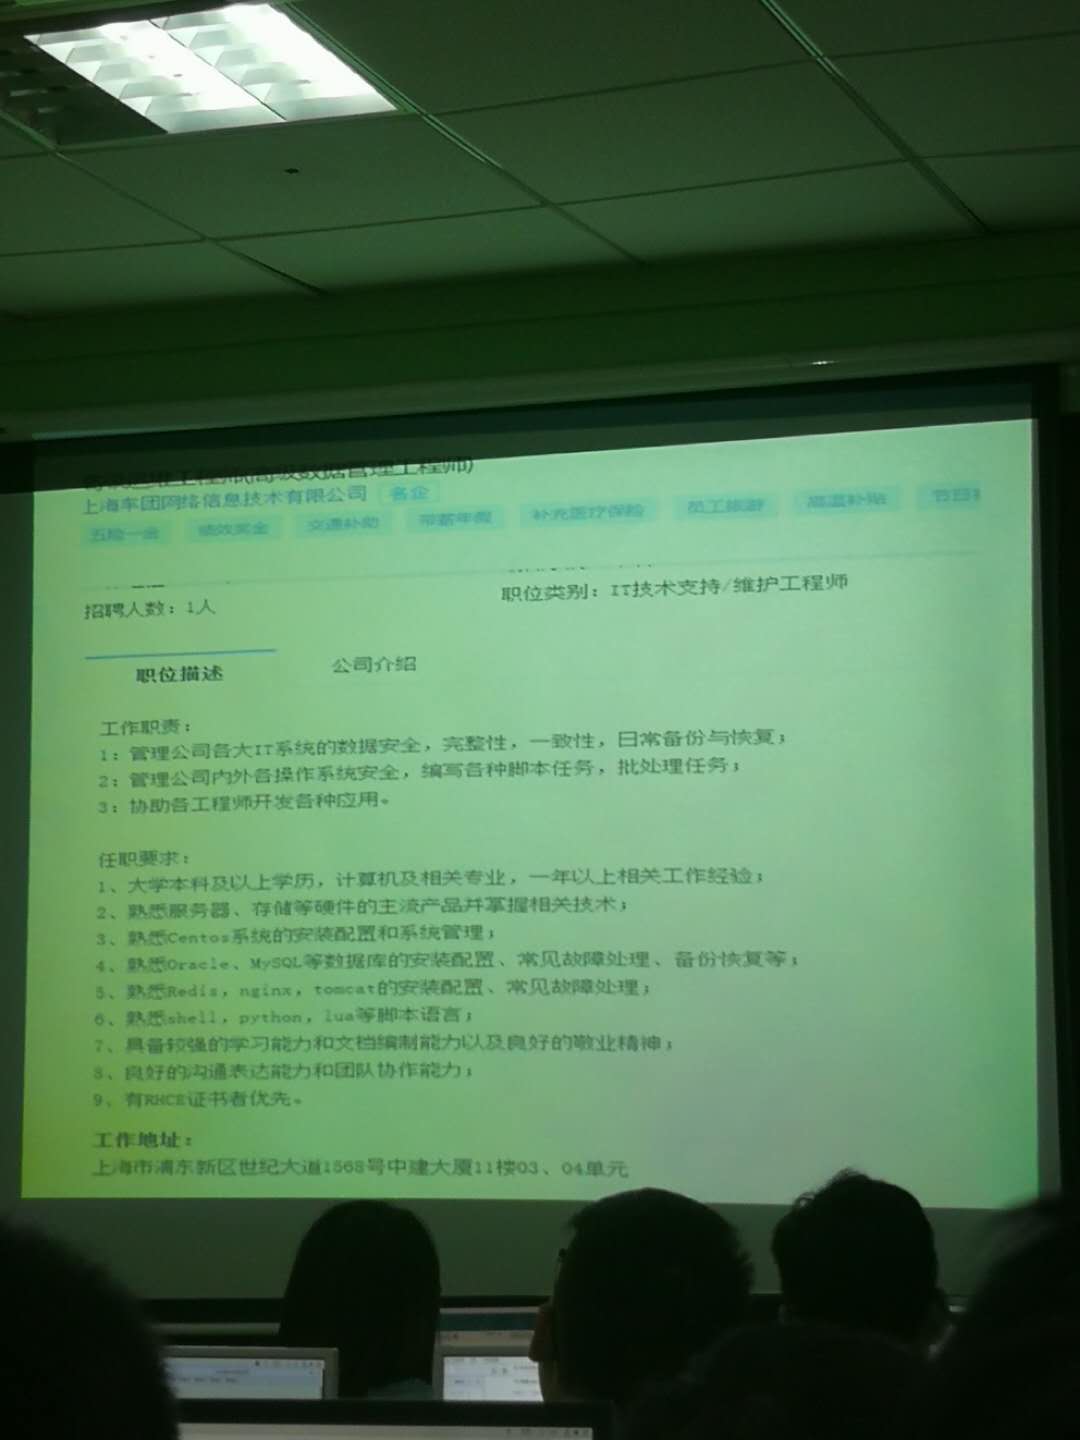 工程师(高级数据管理工程师)
上海车团网络信息技术有限公司 名企
五险一金 绩效奖金 交通补助 带薪年假 补充医疗保险 员工旅游 高温补贴 节日
招聘人数：1人 职位类别：IT技术支持/维护工程师
职位描述 公司介绍
工作职责：
1：管理公司各大IT系统的数据安全，完整性，一致性，日常备份与恢复；
2：管理公司内外各操作系统安全，编写各种脚本任务，批处理任务；
3：协助各工程师开发各种应用。
任职要求：
1、大学本科及以上学历，计算机及相关专业，一年以上相关工作经验；
2、熟悉服务器、存储等硬件的主流产品并掌握相关技术；
3、熟悉Centos系统的安装配置和系统管理；
4、熟悉Oracle、MySQL等数据库的安装配置、常见故障处理、备份恢复等；
5、熟悉Redis，nginx，tomcat的安装配置、常见故障处理；
6、熟悉shell，python，lua等脚本语言；
7、具备较强的学习能力和文档编制能力以及良好的敬业精神；
8、良好的沟通表达能力和团队协作能力；
9、有RHCE证书者优先。
工作地址：
上海市浦东新区世纪大道1568号中建大厦11楼03、04单元